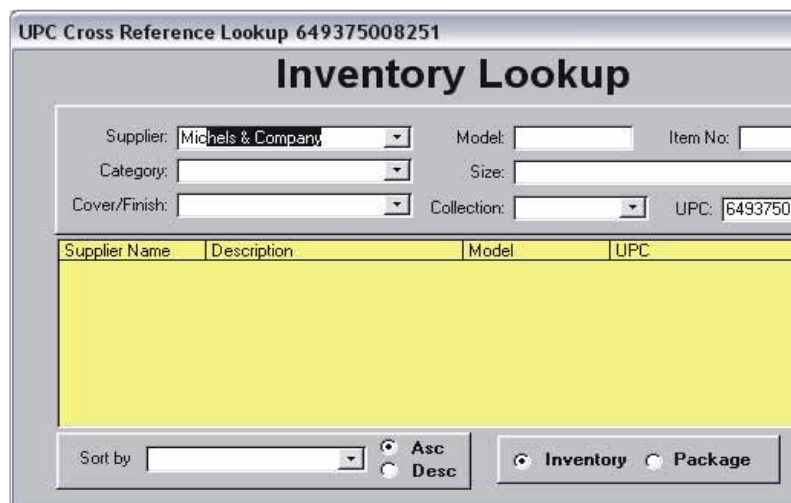 UPC Cross Reference Lookup 649375008251
Inventory Lookup
Supplier: Michels & Company Model: Item No:
Category: Size:
Cover/Finish: Collection: UPC: 6493750
Supplier Name Description Model UPC
Asc
Sort by Inventory Package
Desc